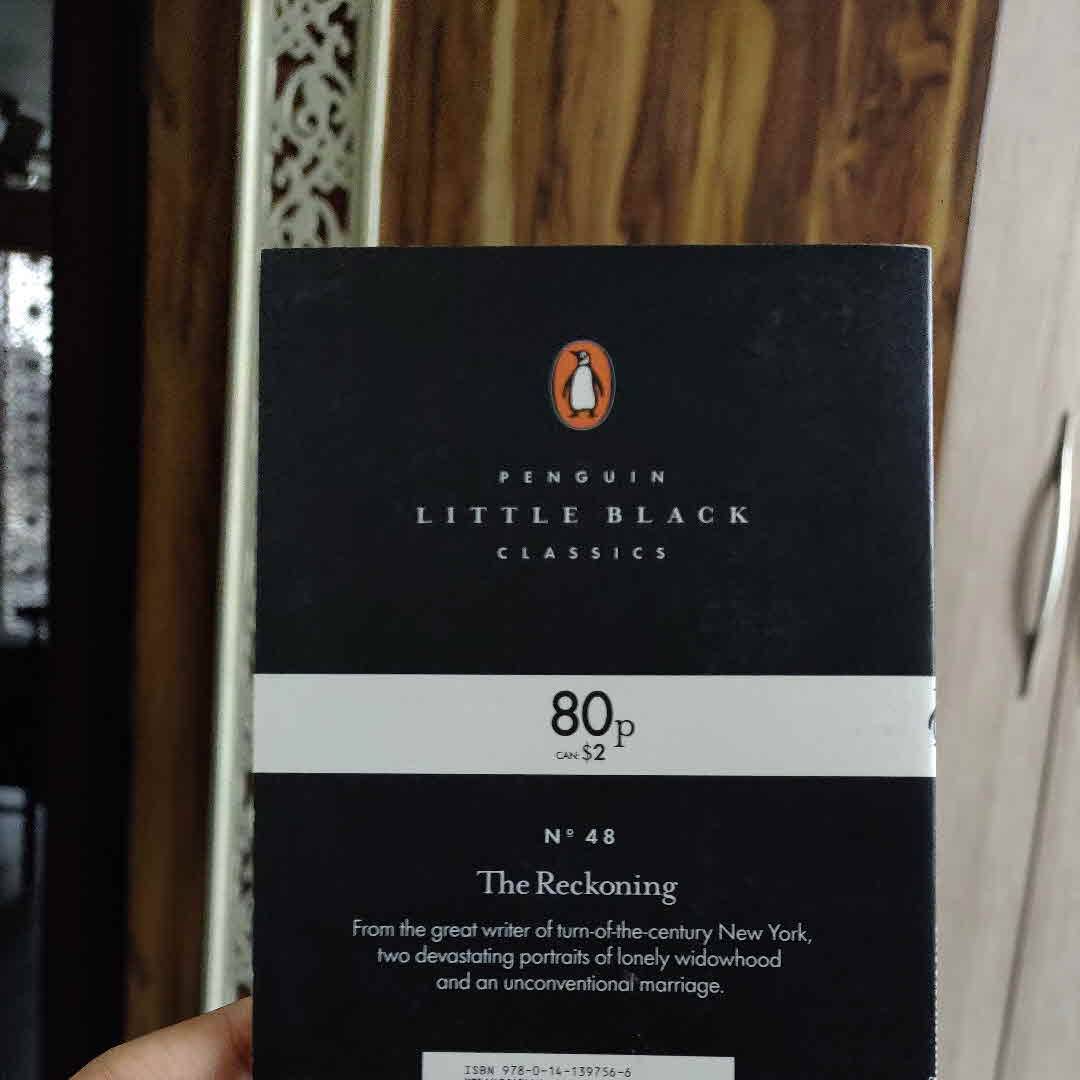 PENGUIN
LITTLE BLACK
CLASSICS
80p
CAN: $2
Nº 48
The Reckoning
From the great writer of turn-of-the-century New York,
two devastating portraits of lonely widowhood
and an unconventional marriage.
ISBN 978-0-14-139756-6